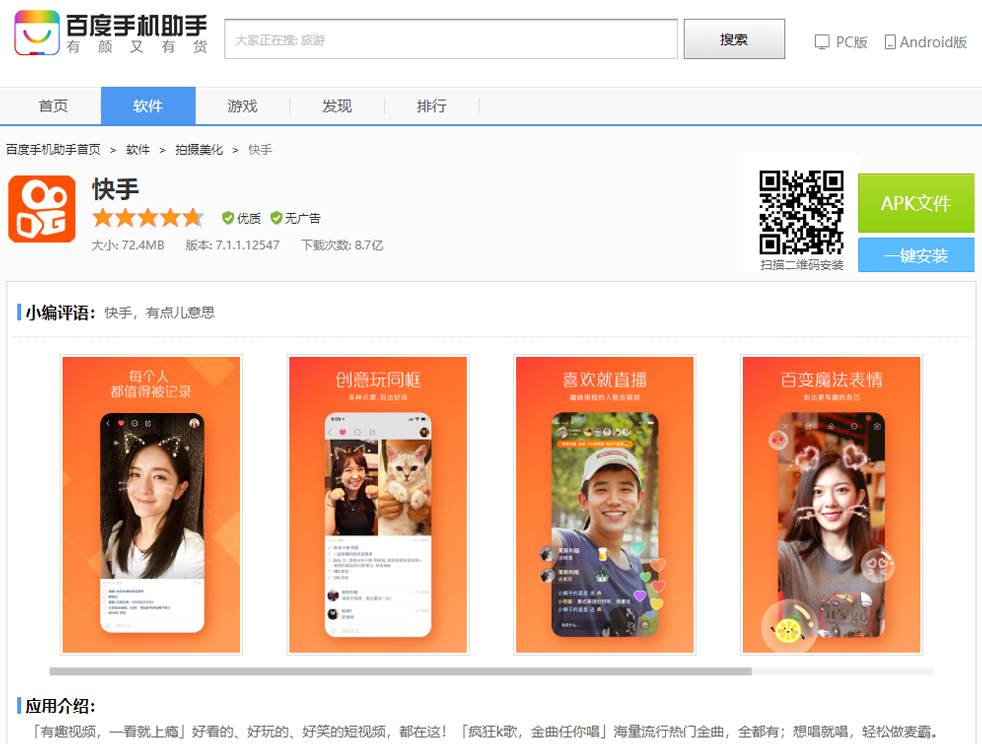 百度手机助手
有颜又有货
大家正在搜: 旅游
搜索
PC版
Android版
首页
软件
游戏
发现
排行
百度手机助手首页 > 软件 > 拍摄美化 > 快手
快手
优质 无广告
大小: 72.4MB 版本: 7.1.1.12547 下载次数: 8.7亿
扫描二维码安装
APK文件
一键安装
小编评语：快手，有点儿意思
每个人
都值得被记录
创意玩同框
多种分屏，玩出好玩
喜欢就直播
趣味相投的人都在眼前
百变魔法表情
拍出更有趣的自己
it's go
应用介绍：
「有趣视频，一看就上瘾」好看的、好玩的、好笑的短视频，都在这！「疯狂k歌，金曲任你唱」海量流行热门金曲，全都有；想唱就唱，轻松做麦霸。